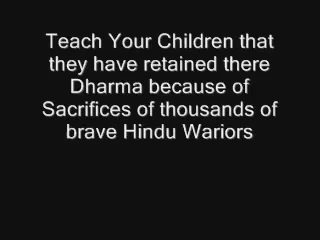 Teach Your Children that
they have retained there
Dharma because of
Sacrifices of thousands of
brave Hindu Wariors